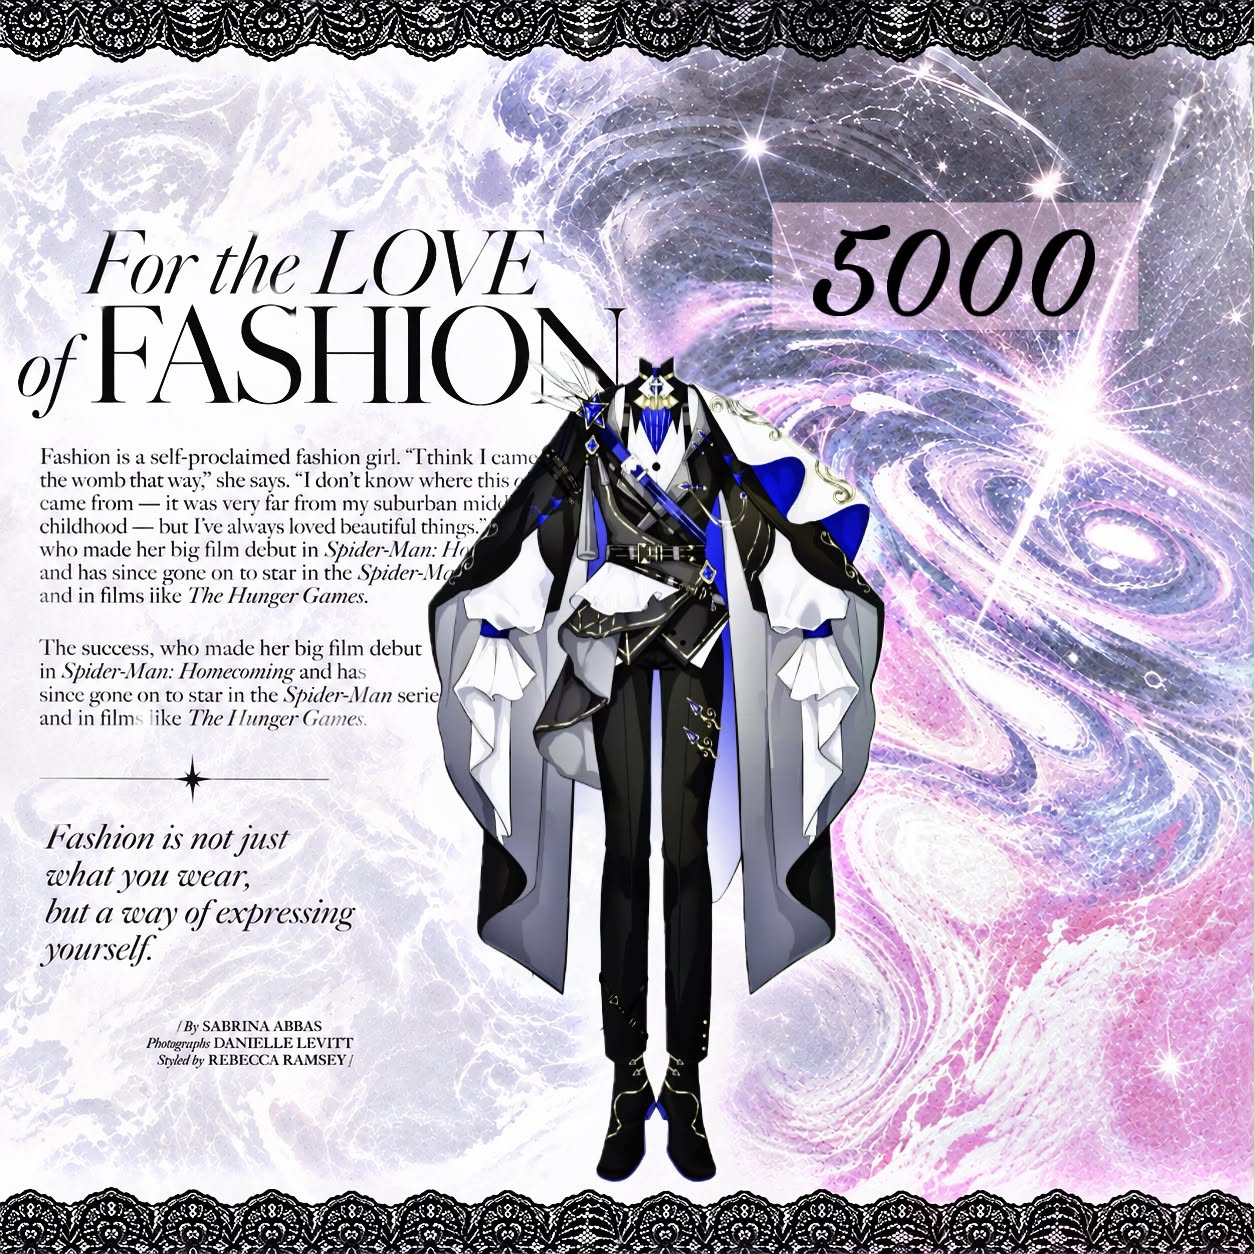 For the LOVE
of FASHION
5000
Fashion is a self-proclaimed fashion girl. “Tthink I came
the womb that way,” she says. “I don’t know where this
came from — it was very far from my suburban
childhood — but I’ve always loved beautiful things.”
who made her big film debut in Spider-Man:
and has since gone on to star in the
and in films iike The Hunger Games.
The success, who made her big film debut
in Spider-Man: Homecoming and has
since gone on to star in the Spider-Man serie
and in films like The Hunger Games.
Fashion is not just
what you wear,
but a way of expressing
yourself.
/ By SABRINA ABBAS
Photographs DANIELLE LEVITT
Styled by REBECCA RAMSEY /